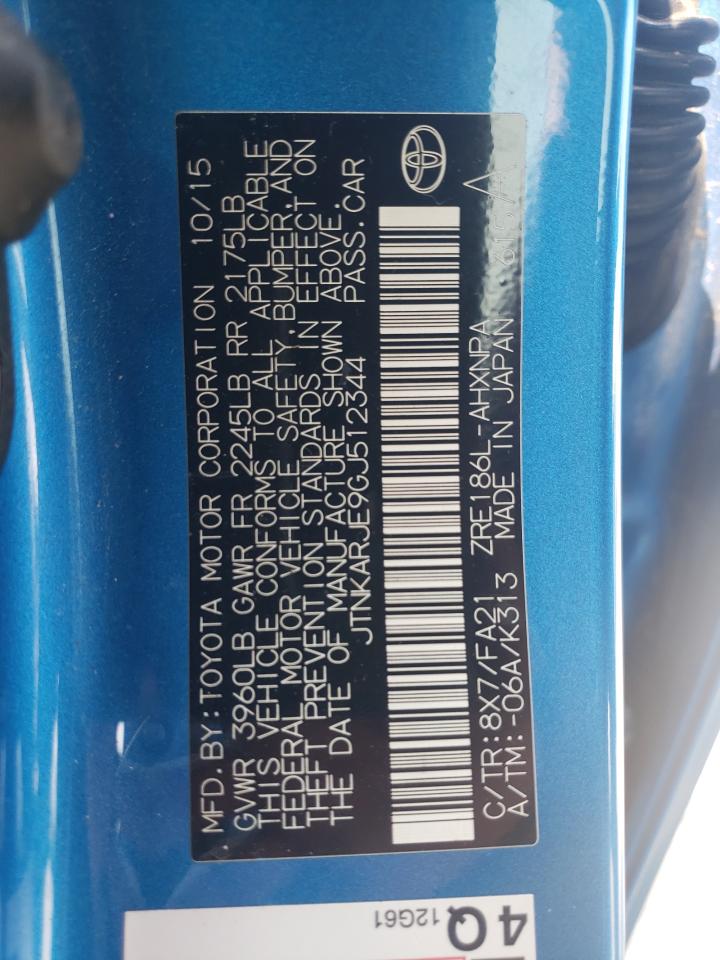 MFD. BY: TOYOTA MOTOR CORPORATION 10/15
GVWR 3960LB GAWR FR 2245LB RR 2175LB
THIS VEHICLE CONFORMS TO ALL APPLICABLE
FEDERAL MOTOR VEHICLE SAFETY, BUMPER, AND
THEFT PREVENTION STANDARDS IN EFFECT ON
THE DATE OF MANUFACTURE SHOWN ABOVE.
JTNKARJE9GJ512344 PASS. CAR
C/TR: 8X7/FA21 ZRE186L-AHXNPA
A/TM: -06A/K313 MADE IN JAPAN
4Q
12G61